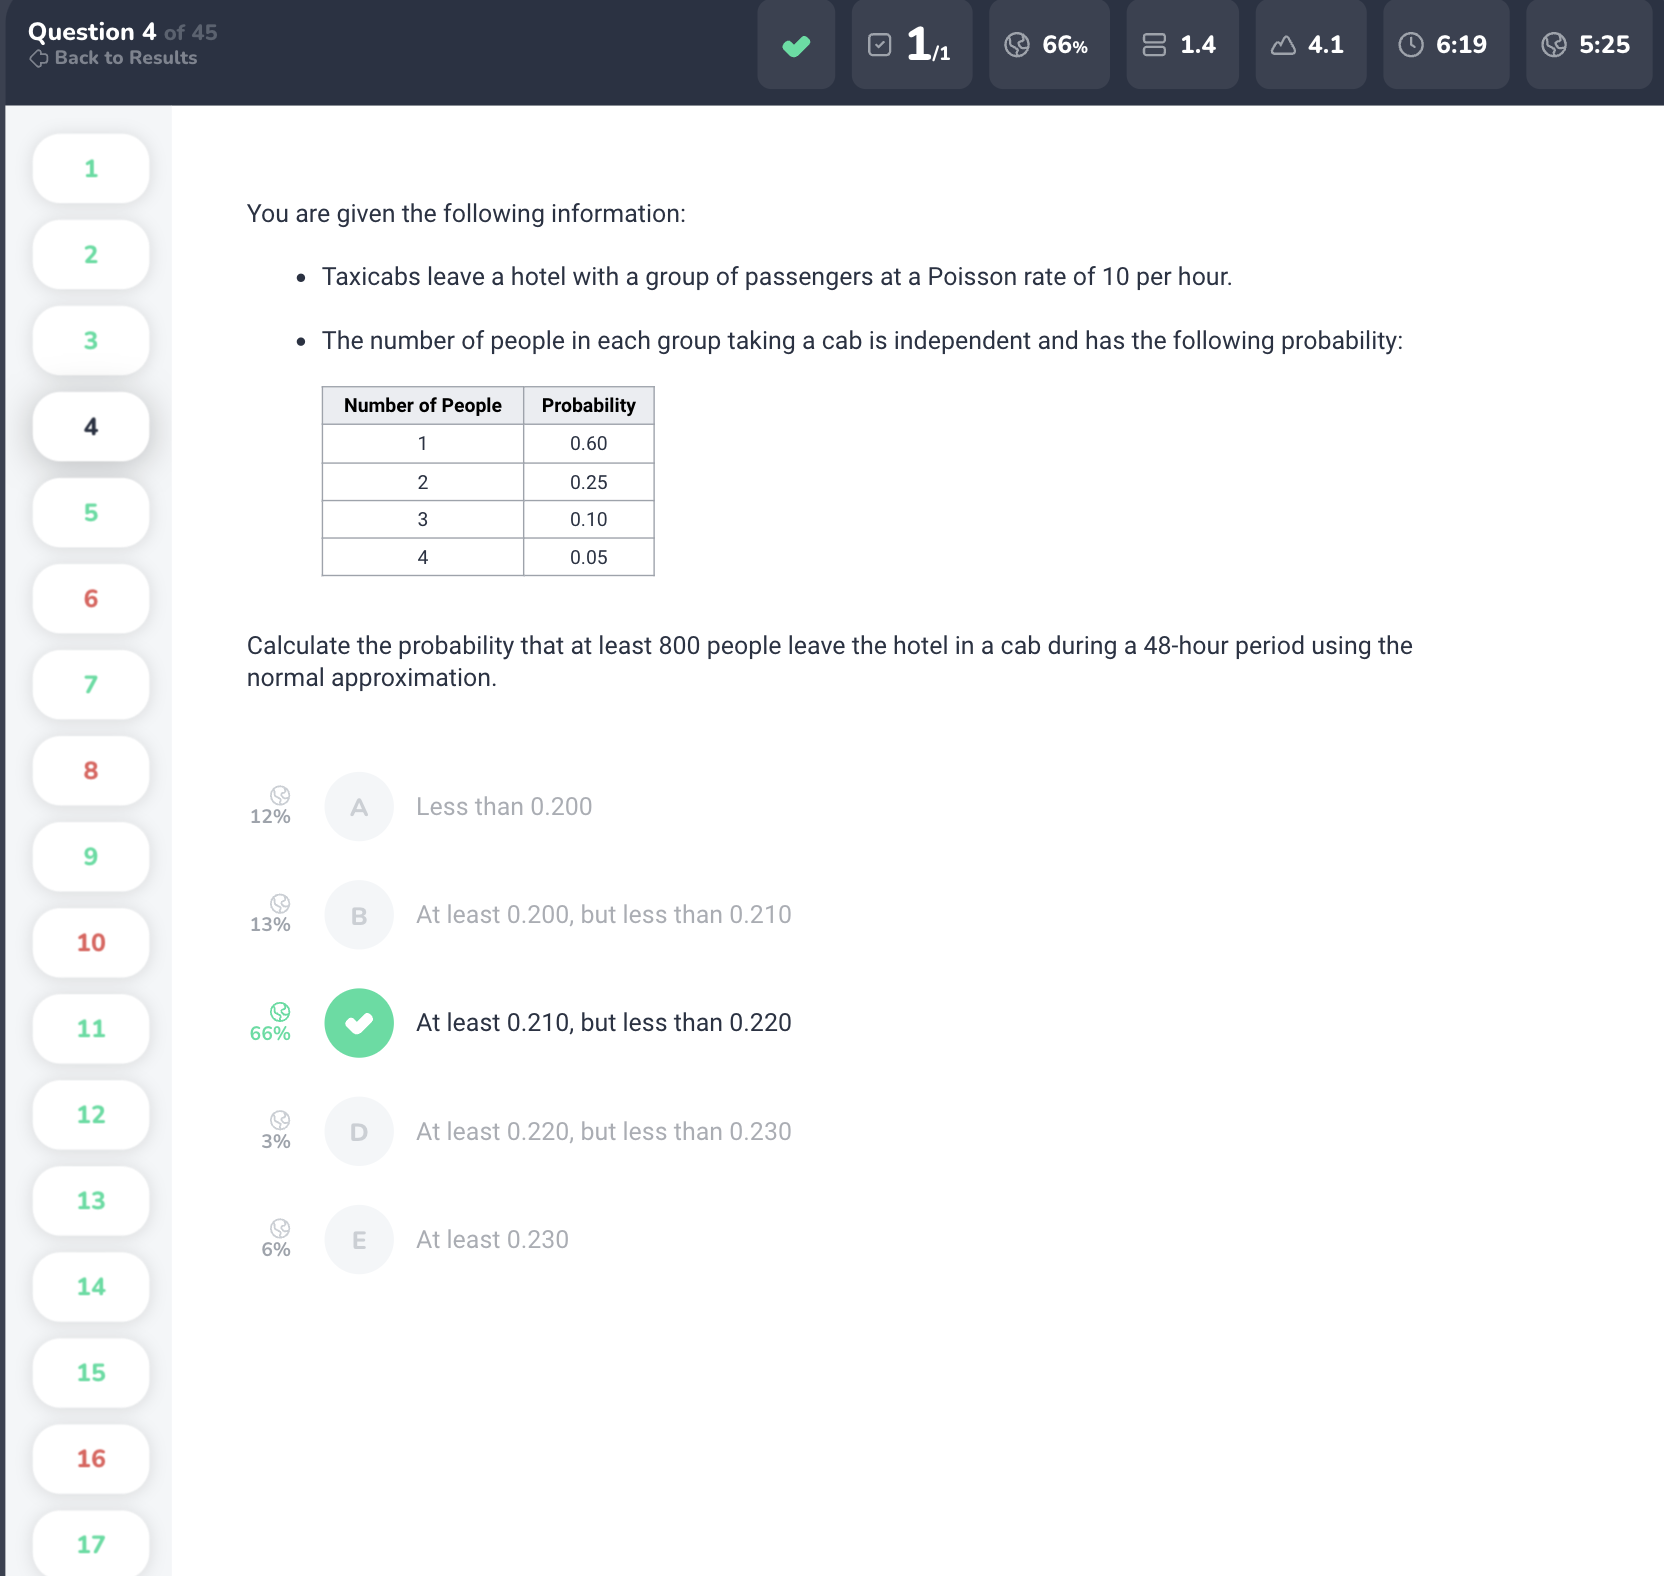 Question 4 of 45
Back to Results
1/1
66%
1.4
4.1
6:19
5:25
1
2
3
4
5
6
7
8
9
10
11
12
13
14
15
16
17
You are given the following information:
• Taxicabs leave a hotel with a group of passengers at a Poisson rate of 10 per hour.
• The number of people in each group taking a cab is independent and has the following probability:
Number of People Probability
1 0.60
2 0.25
3 0.10
4 0.05
Calculate the probability that at least 800 people leave the hotel in a cab during a 48-hour period using the
normal approximation.
12% A Less than 0.200
13% B At least 0.200, but less than 0.210
66% At least 0.210, but less than 0.220
3% D At least 0.220, but less than 0.230
6% E At least 0.230